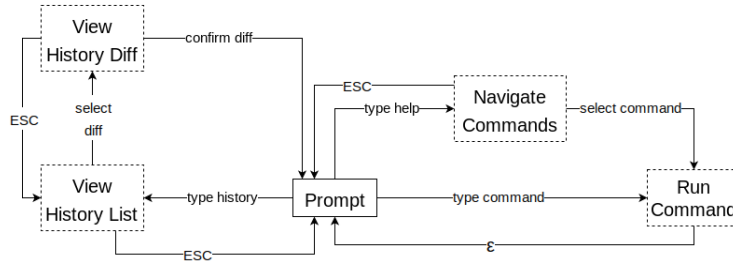 View
History Diff
confirm diff
ESC
Navigate
Commands
type help
select command
ESC
select
diff
View
History List
type history
Prompt
type command
Run
Command
ESC
ε